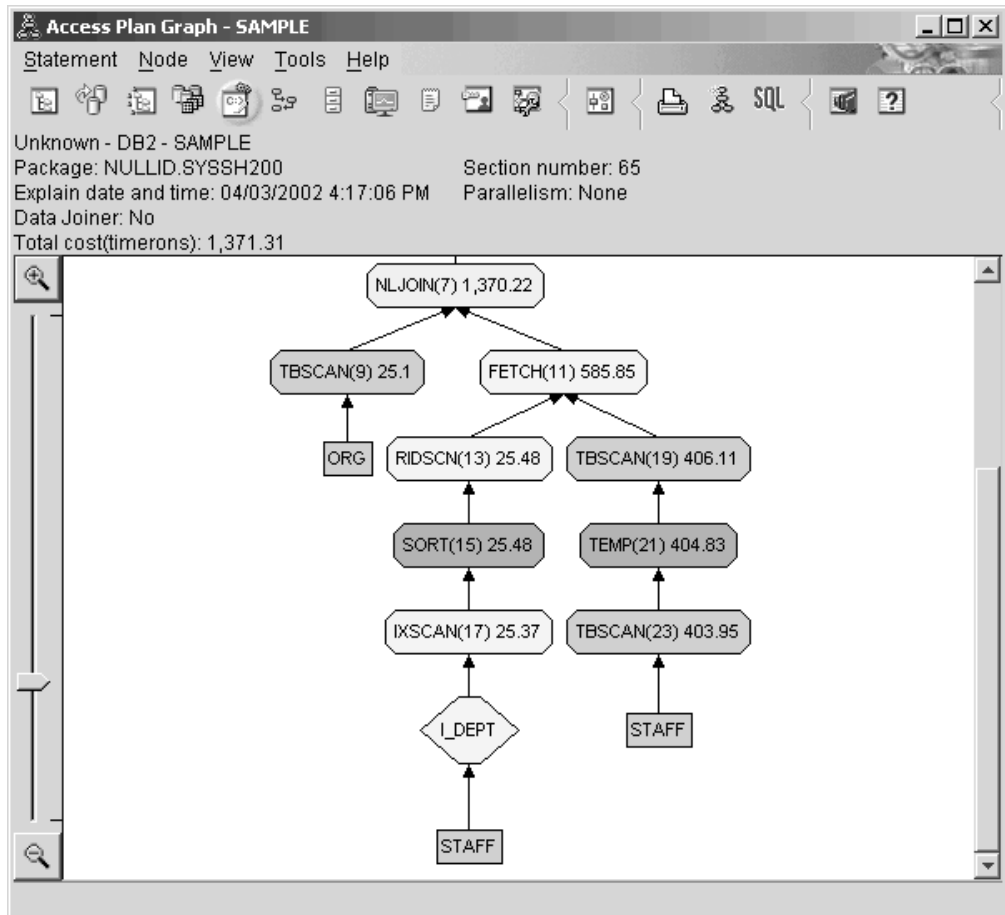 Access Plan Graph - SAMPLE
Statement Node View Tools Help
SQL ?
Unknown - DB2 - SAMPLE
Package: NULLID.SYSSH200 Section number: 65
Explain date and time: 04/03/2002 4:17:06 PM Parallelism: None
Data Joiner: No
Total cost(timerons): 1,371.31
NLJOIN(7) 1,370.22
TBSCAN(9) 25.1 FETCH(11) 585.85
ORG RIDSCN(13) 25.48 TBSCAN(19) 406.11
SORT(15) 25.48 TEMP(21) 404.83
IXSCAN(17) 25.37 TBSCAN(23) 403.95
I_DEPT STAFF
STAFF